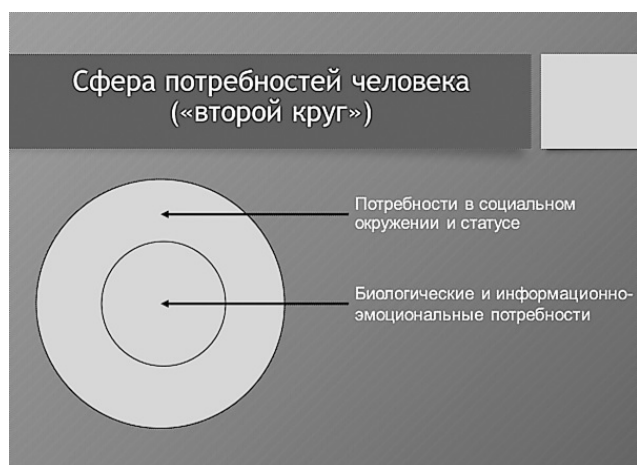 Сфера потребностей человека
(«второй круг»)
Потребности в социальном
окружении и статусе
Биологические и информационно-
эмоциональные потребности